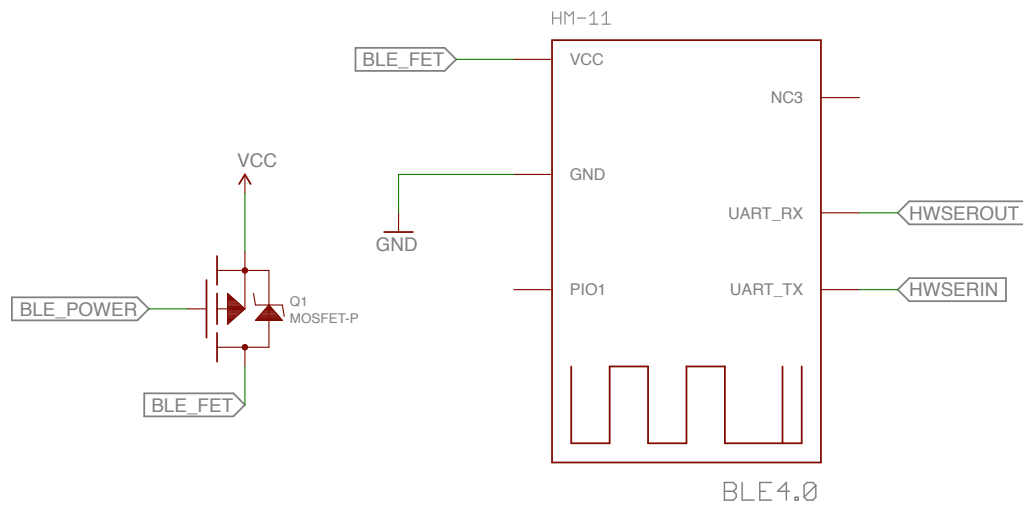 HM-11
BLE_FET
VCC
NC3
VCC
GND
UART_RX
HWSEROUT
GND
BLE_POWER
Q1
MOSFET-P
PIO1
UART_TX
HWSERIN
BLE_FET
BLE4.0